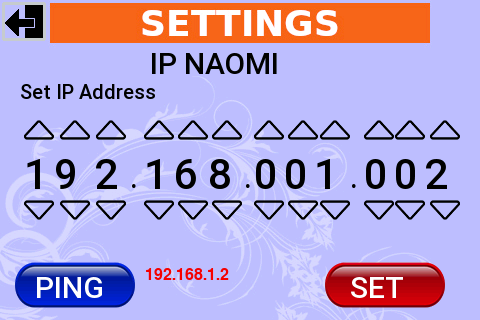 SETTINGS
IP NAOMI
Set IP Address
192.168.001.002
PING 192.168.1.2 SET